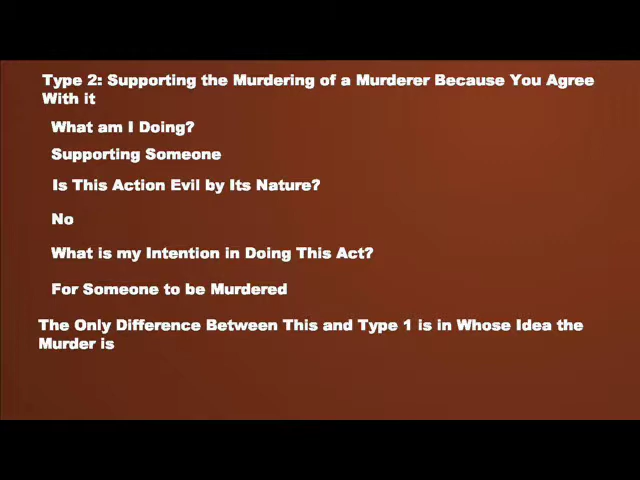 Type 2: Supporting the Murdering of a Murderer Because You Agree
With it
What am I Doing?
Supporting Someone
Is This Action Evil by Its Nature?
No
What is my Intention in Doing This Act?
For Someone to be Murdered
The Only Difference Between This and Type 1 is in Whose Idea the
Murder is